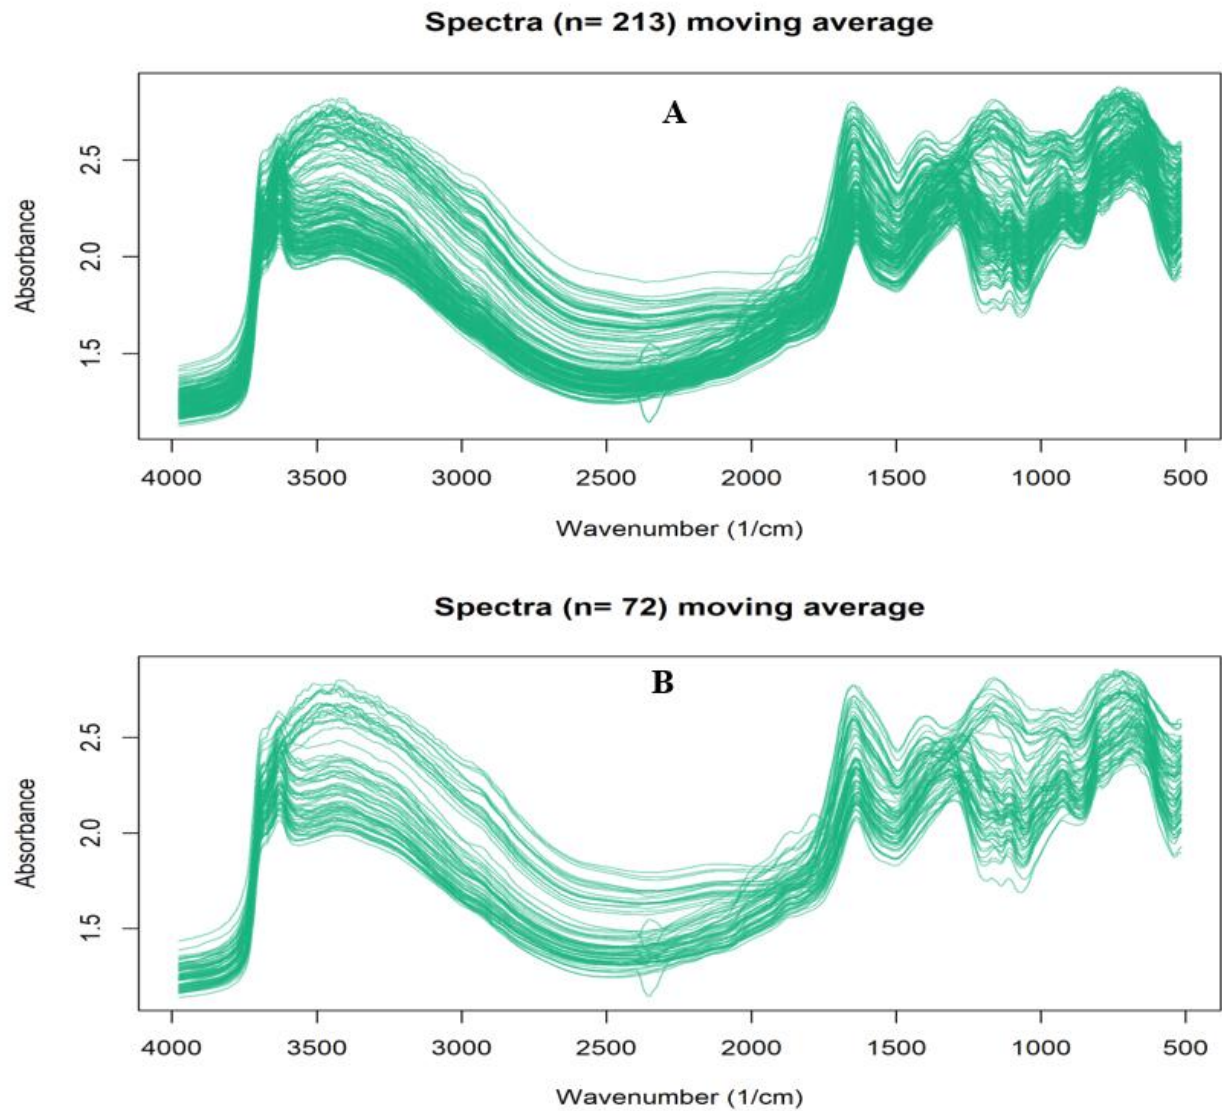 Spectra (n= 213) moving average
A
Absorbance
2.5
2.0
1.5
4000 3500 3000 2500 2000 1500 1000 500
Wavenumber (1/cm)
Spectra (n= 72) moving average
B
Absorbance
2.5
2.0
1.5
4000 3500 3000 2500 2000 1500 1000 500
Wavenumber (1/cm)